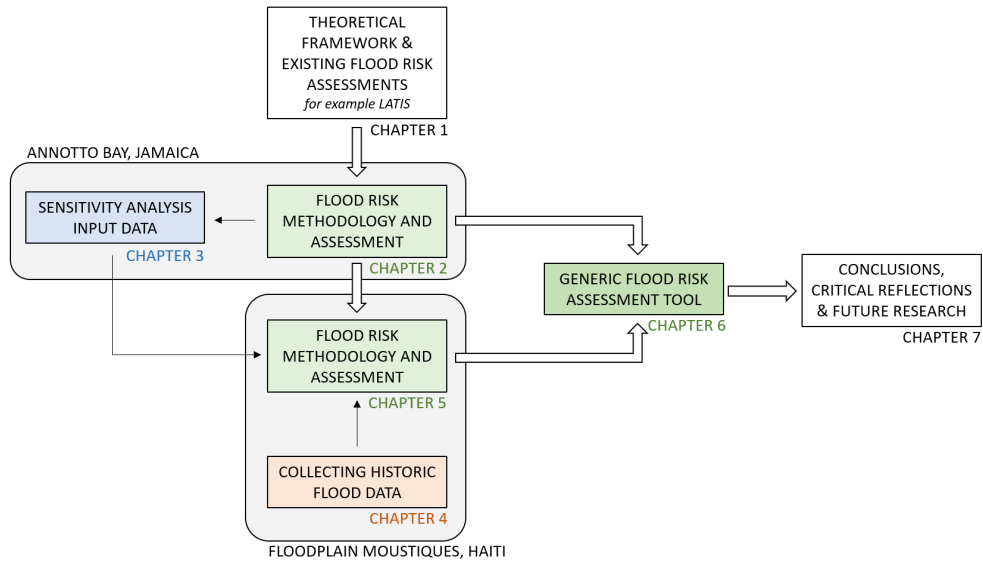 THEORETICAL
FRAMEWORK &
EXISTING FLOOD RISK
ASSESSMENTS
for example LATIS
CHAPTER 1
ANNOTTO BAY, JAMAICA
SENSITIVITY ANALYSIS
INPUT DATA
CHAPTER 3
FLOOD RISK
METHODOLOGY AND
ASSESSMENT
CHAPTER 2
GENERIC FLOOD RISK
ASSESSMENT TOOL
CHAPTER 6
CONCLUSIONS,
CRITICAL REFLECTIONS
& FUTURE RESEARCH
CHAPTER 7
FLOOD RISK
METHODOLOGY AND
ASSESSMENT
CHAPTER 5
COLLECTING HISTORIC
FLOOD DATA
CHAPTER 4
FLOODPLAIN MOUSTIQUES, HAITI